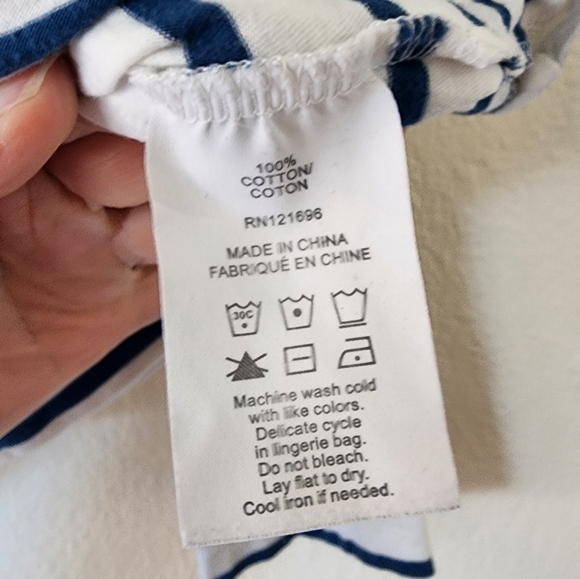 100%
COTTON/
COTON
RN121696
MADE IN CHINA
FABRIQUÉ EN CHINE
30C
Machine wash cold
with like colors.
Delicate cycle
in lingerie bag.
Do not bleach.
Lay flat to dry.
Cool iron if needed.